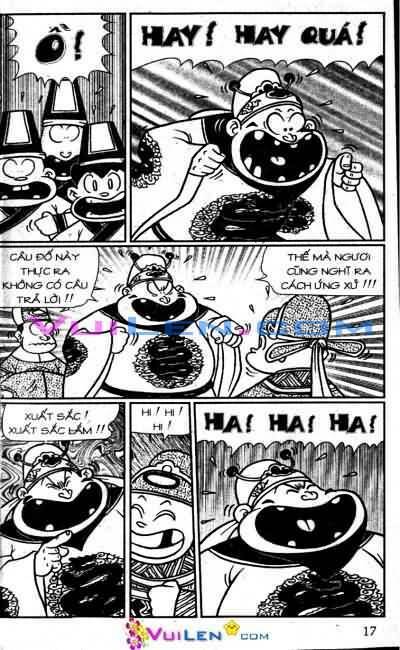 Ồ!
HAY! HAY QUÁ!
CÂU ĐỐ NÀY
THỰC RA
KHÔNG CÓ CÂU
TRẢ LỜI!!
THẾ MÀ NGƯƠI
CŨNG NGHĨ RA
CÁCH ỨNG XỬ!!!
VuiLen.com
XUẤT SẮC!
XUẤT SẮC LẮM!!
HI! HI!
HI!
HA! HA! HA!
17
VuiLen.com